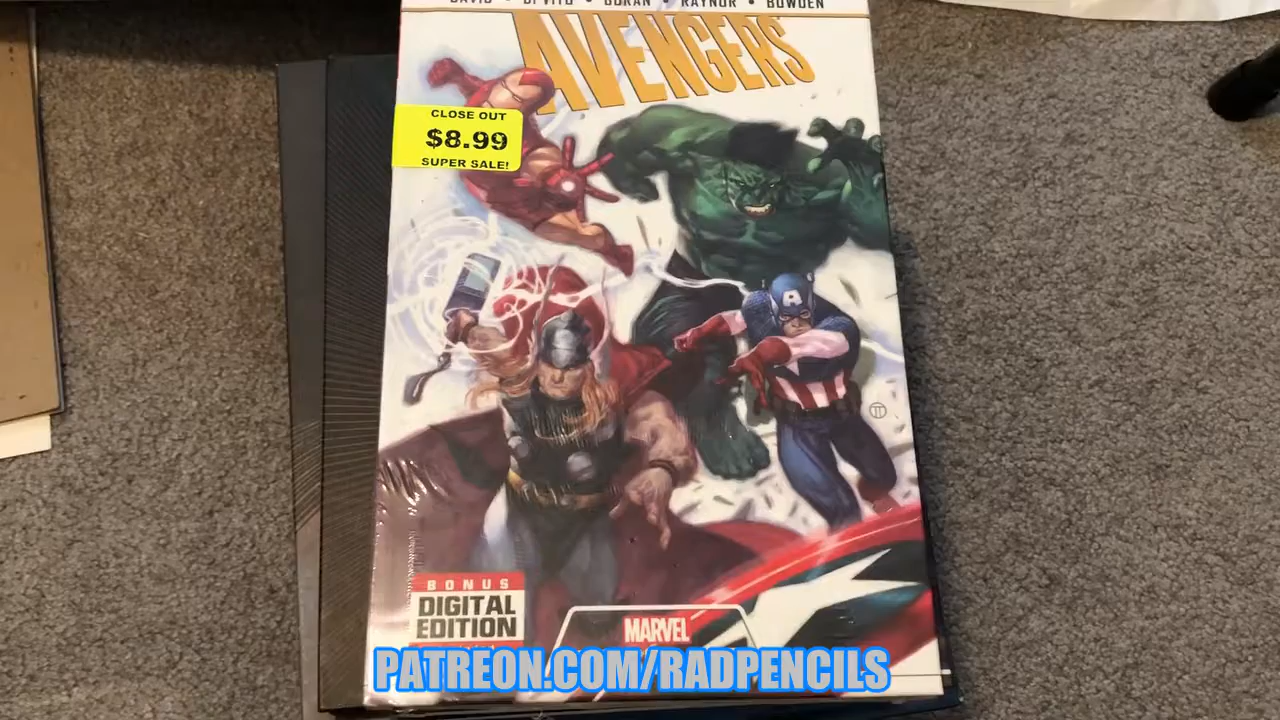 DAVID • DI VITO • DURAN • RAYNOR • BOWDEN
AVENGERS
CLOSE OUT
$8.99
SUPER SALE!
A
BONUS
DIGITAL
EDITION
MARVEL
PATREON.COM/RADPENCILS